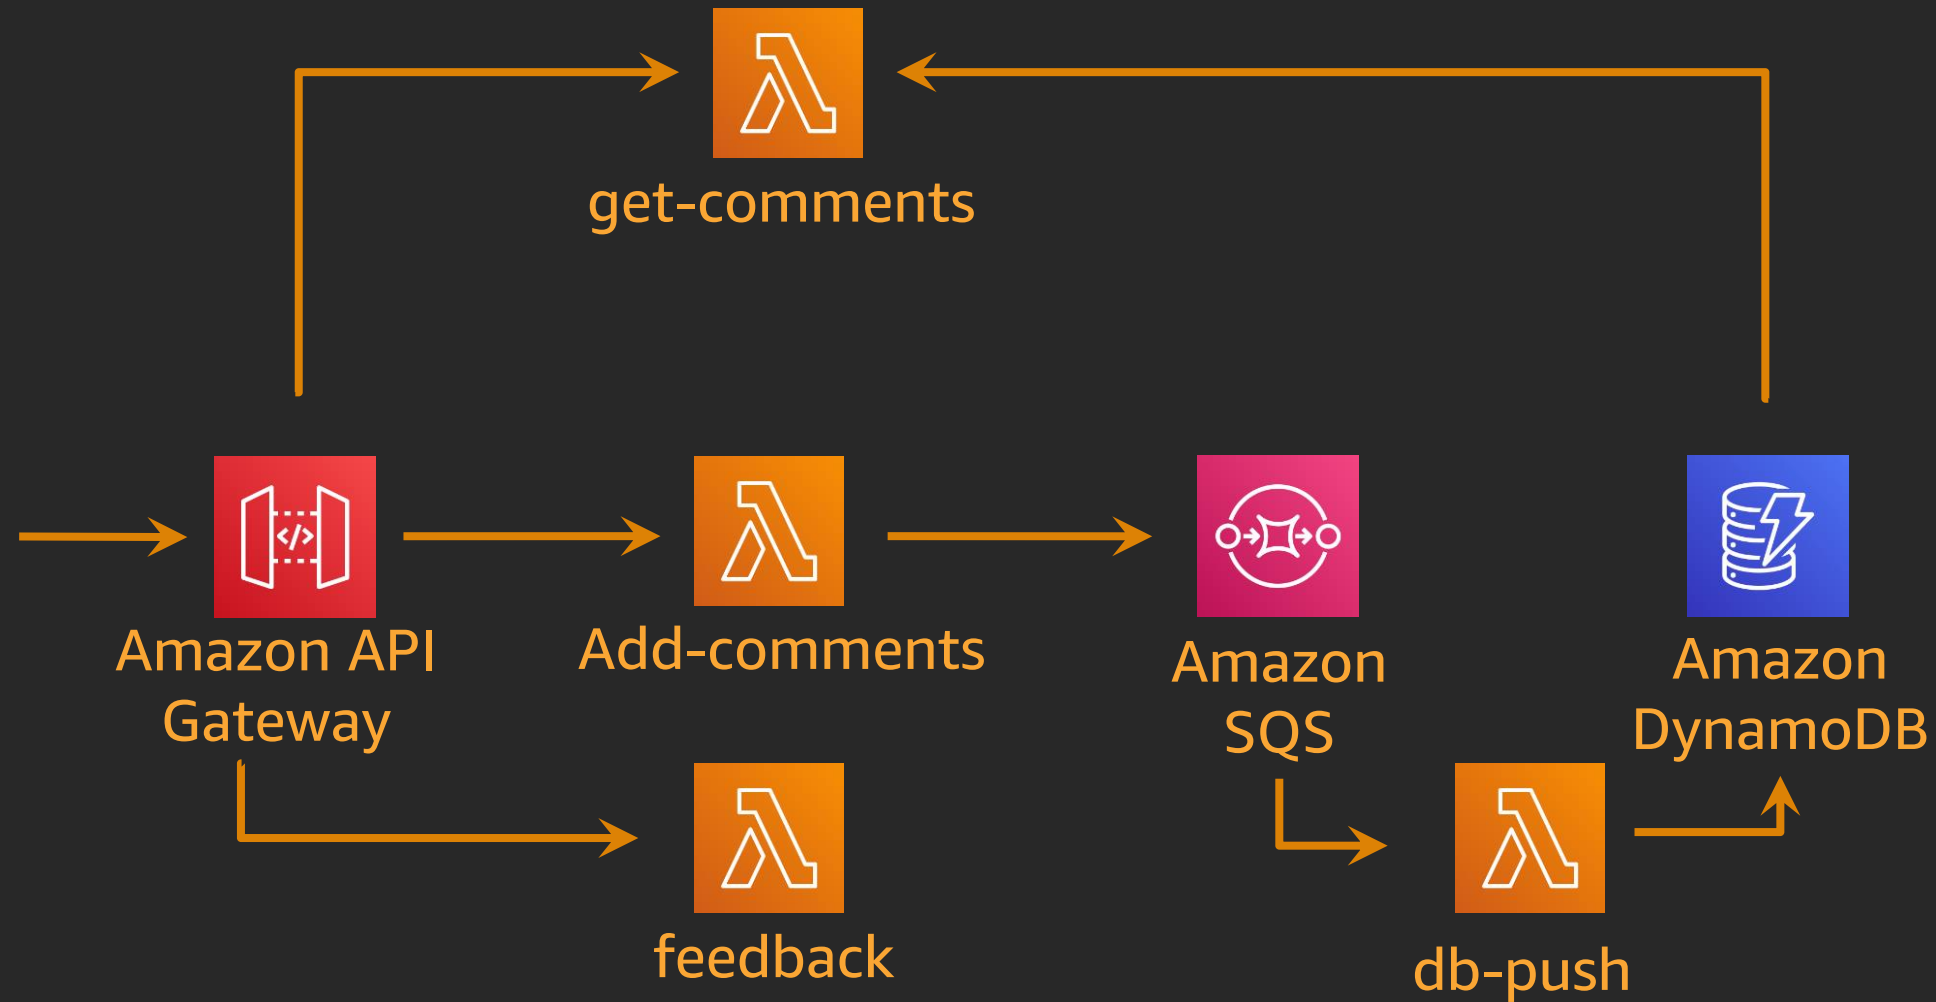 get-comments
Amazon API
Gateway
Add-comments
Amazon
SQS
Amazon
DynamoDB
feedback
db-push